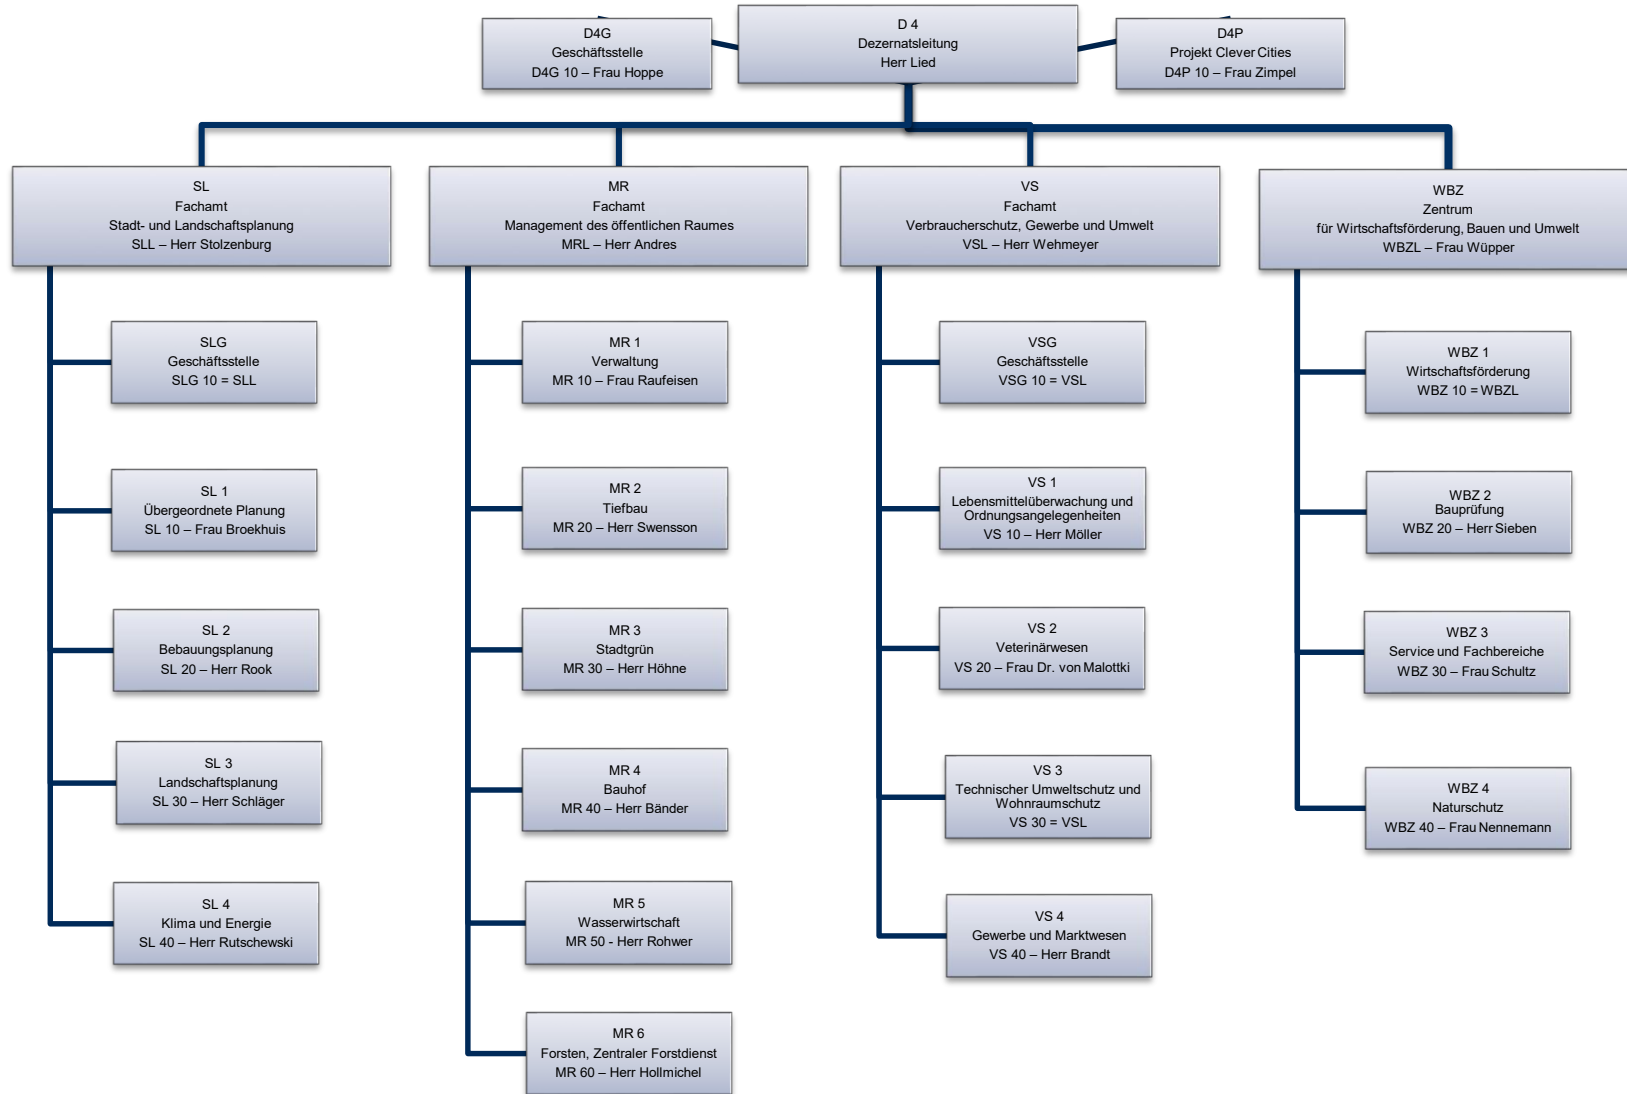 D4G
Geschäftsstelle
D4G 10 – Frau Hoppe
D 4
Dezernatsleitung
Herr Lied
D4P
Projekt Clever Cities
D4P 10 – Frau Zimpel
SL
Fachamt
Stadt- und Landschaftsplanung
SLL – Herr Stolzenburg
MR
Fachamt
Management des öffentlichen Raumes
MRL – Herr Andres
VS
Fachamt
Verbraucherschutz, Gewerbe und Umwelt
VSL – Herr Wehmeyer
WBZ
Zentrum
für Wirtschaftsförderung, Bauen und Umwelt
WBZL – Frau Wüpper
SLG
Geschäftsstelle
SLG 10 = SLL
SL 1
Übergeordnete Planung
SL 10 – Frau Broekhuis
SL 2
Bebauungsplanung
SL 20 – Herr Rook
SL 3
Landschaftsplanung
SL 30 – Herr Schläger
SL 4
Klima und Energie
SL 40 – Herr Rutschewski
MR 1
Verwaltung
MR 10 – Frau Raufeisen
MR 2
Tiefbau
MR 20 – Herr Swensson
MR 3
Stadtgrün
MR 30 – Herr Höhne
MR 4
Bauhof
MR 40 – Herr Bänder
MR 5
Wasserwirtschaft
MR 50 - Herr Rohwer
MR 6
Forsten, Zentraler Forstdienst
MR 60 – Herr Hollmichel
VSG
Geschäftsstelle
VSG 10 = VSL
VS 1
Lebensmittelüberwachung und
Ordnungsangelegenheiten
VS 10 – Herr Möller
VS 2
Veterinärwesen
VS 20 – Frau Dr. von Malottki
VS 3
Technischer Umweltschutz und
Wohnraumschutz
VS 30 = VSL
VS 4
Gewerbe und Marktwesen
VS 40 – Herr Brandt
WBZ 1
Wirtschaftsförderung
WBZ 10 = WBZL
WBZ 2
Bauprüfung
WBZ 20 – Herr Sieben
WBZ 3
Service und Fachbereiche
WBZ 30 – Frau Schultz
WBZ 4
Naturschutz
WBZ 40 – Frau Nennemann